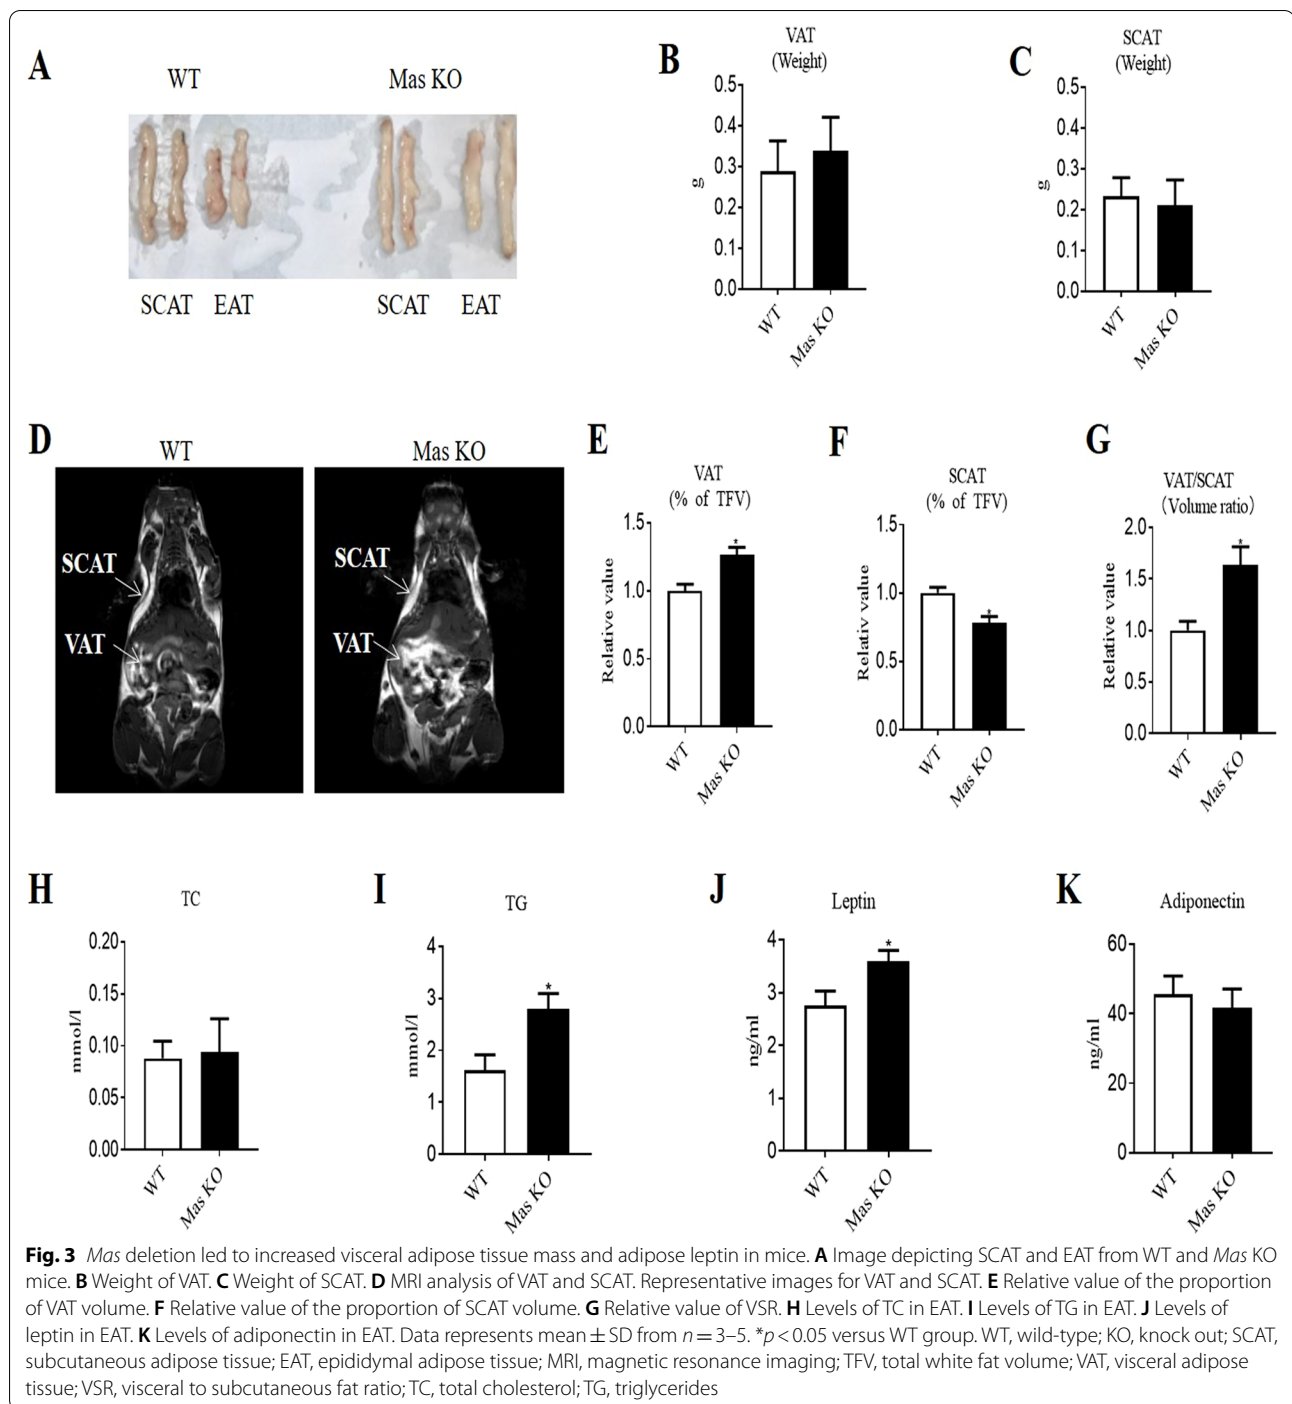 A
WT
Mas KO
SCAT
EAT
SCAT
EAT
B
VAT
(Weight)
0.5
0.4
0.3
0.2
0.1
0.0
g
WT
Mas KO
C
SCAT
(Weight)
0.5
0.4
0.3
0.2
0.1
0.0
g
WT
Mas KO
D
WT
Mas KO
SCAT
VAT
SCAT
VAT
E
VAT
(% of TFV)
1.5
1.0
0.5
0.0
Relative value
*
WT
Mas KO
F
SCAT
(% of TFV)
1.5
1.0
0.5
0.0
Relativ value
*
WT
Mas KO
G
VAT/SCAT
(Volume ratio)
2.0
1.5
1.0
0.5
0.0
Relative value
*
WT
Mas KO
H
TC
0.20
0.15
0.10
0.05
0.00
mmol/l
WT
Mas KO
I
TG
4
3
2
1
0
mmol/l
*
WT
Mas KO
J
Leptin
4
3
2
1
0
ng/ml
*
WT
Mas KO
K
Adiponectin
60
40
20
0
ng/ml
WT
Mas KO
Fig. 3 Mas deletion led to increased visceral adipose tissue mass and adipose leptin in mice. A Image depicting SCAT and EAT from WT and Mas KO
mice. B Weight of VAT. C Weight of SCAT. D MRI analysis of VAT and SCAT. Representative images for VAT and SCAT. E Relative value of the proportion
of VAT volume. F Relative value of the proportion of SCAT volume. G Relative value of VSR. H Levels of TC in EAT. I Levels of TG in EAT. J Levels of
leptin in EAT. K Levels of adiponectin in EAT. Data represents mean ± SD from n = 3–5. *p < 0.05 versus WT group. WT, wild-type; KO, knock out; SCAT,
subcutaneous adipose tissue; EAT, epididymal adipose tissue; MRI, magnetic resonance imaging; TFV, total white fat volume; VAT, visceral adipose
tissue; VSR, visceral to subcutaneous fat ratio; TC, total cholesterol; TG, triglycerides